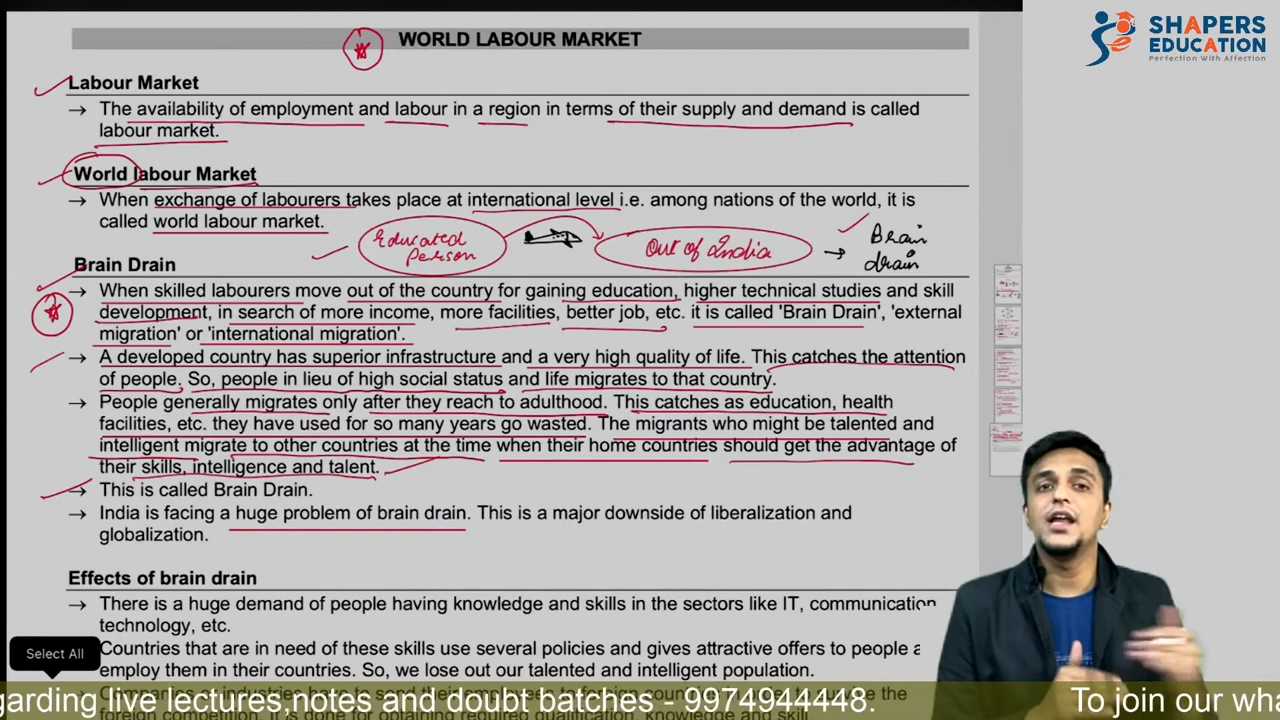 WORLD LABOUR MARKET
SHAPERS
EDUCATION
Perfection With Affection
Labour Market
→ The availability of employment and labour in a region in terms of their supply and demand is called
labour market.
World labour Market
→ When exchange of labourers takes place at international level i.e. among nations of the world, it is
called world labour market.
Educated
person
Out of India
→ Brain
drain
Brain Drain
→ When skilled labourers move out of the country for gaining education, higher technical studies and skill
development, in search of more income, more facilities, better job, etc. it is called 'Brain Drain', 'external
migration' or 'international migration'.
→ A developed country has superior infrastructure and a very high quality of life. This catches the attention
of people. So, people in lieu of high social status and life migrates to that country.
→ People generally migrate only after they reach to adulthood. This catches as education, health
facilities, etc. they have used for so many years go wasted. The migrants who might be talented and
intelligent migrate to other countries at the time when their home countries should get the advantage of
their skills, intelligence and talent.
→ This is called Brain Drain.
→ India is facing a huge problem of brain drain. This is a major downside of liberalization and
globalization.
Effects of brain drain
→ There is a huge demand of people having knowledge and skills in the sectors like IT, communication
technology, etc.
Select All
Countries that are in need of these skills use several policies and gives attractive offers to people a
employ them in their countries. So, we lose out our talented and intelligent population.
garding live lectures,notes and doubt batches - 9974944448. To join our wha